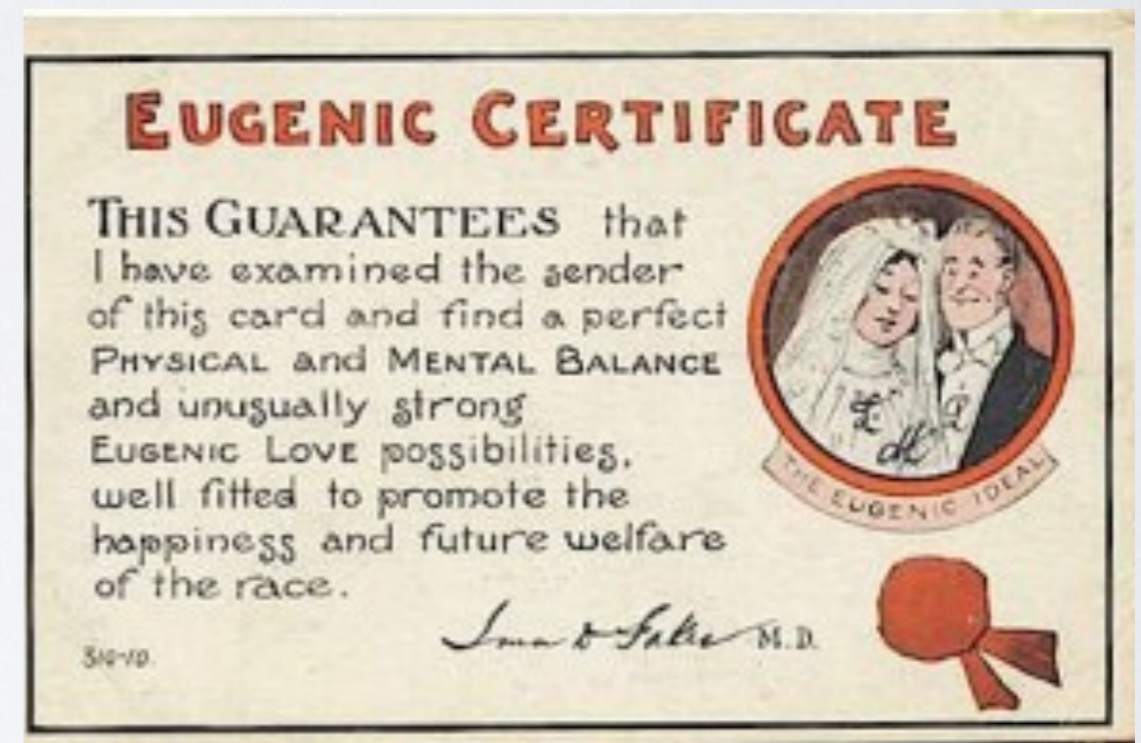 EUGENIC CERTIFICATE
THIS GUARANTEES that
I have examined the sender
of this card and find a perfect
PHYSICAL and MENTAL BALANCE
and unusually strong
EUGENIC LOVE possibilities,
well fitted to promote the
happiness and future welfare
of the race.
THE EUGENIC IDEAL
M.D.